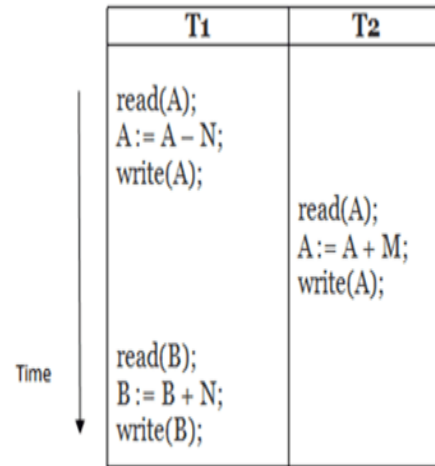 T1 T2
read(A);
A := A – N;
write(A);
read(A);
A := A + M;
write(A);
read(B);
B := B + N;
write(B);
Time